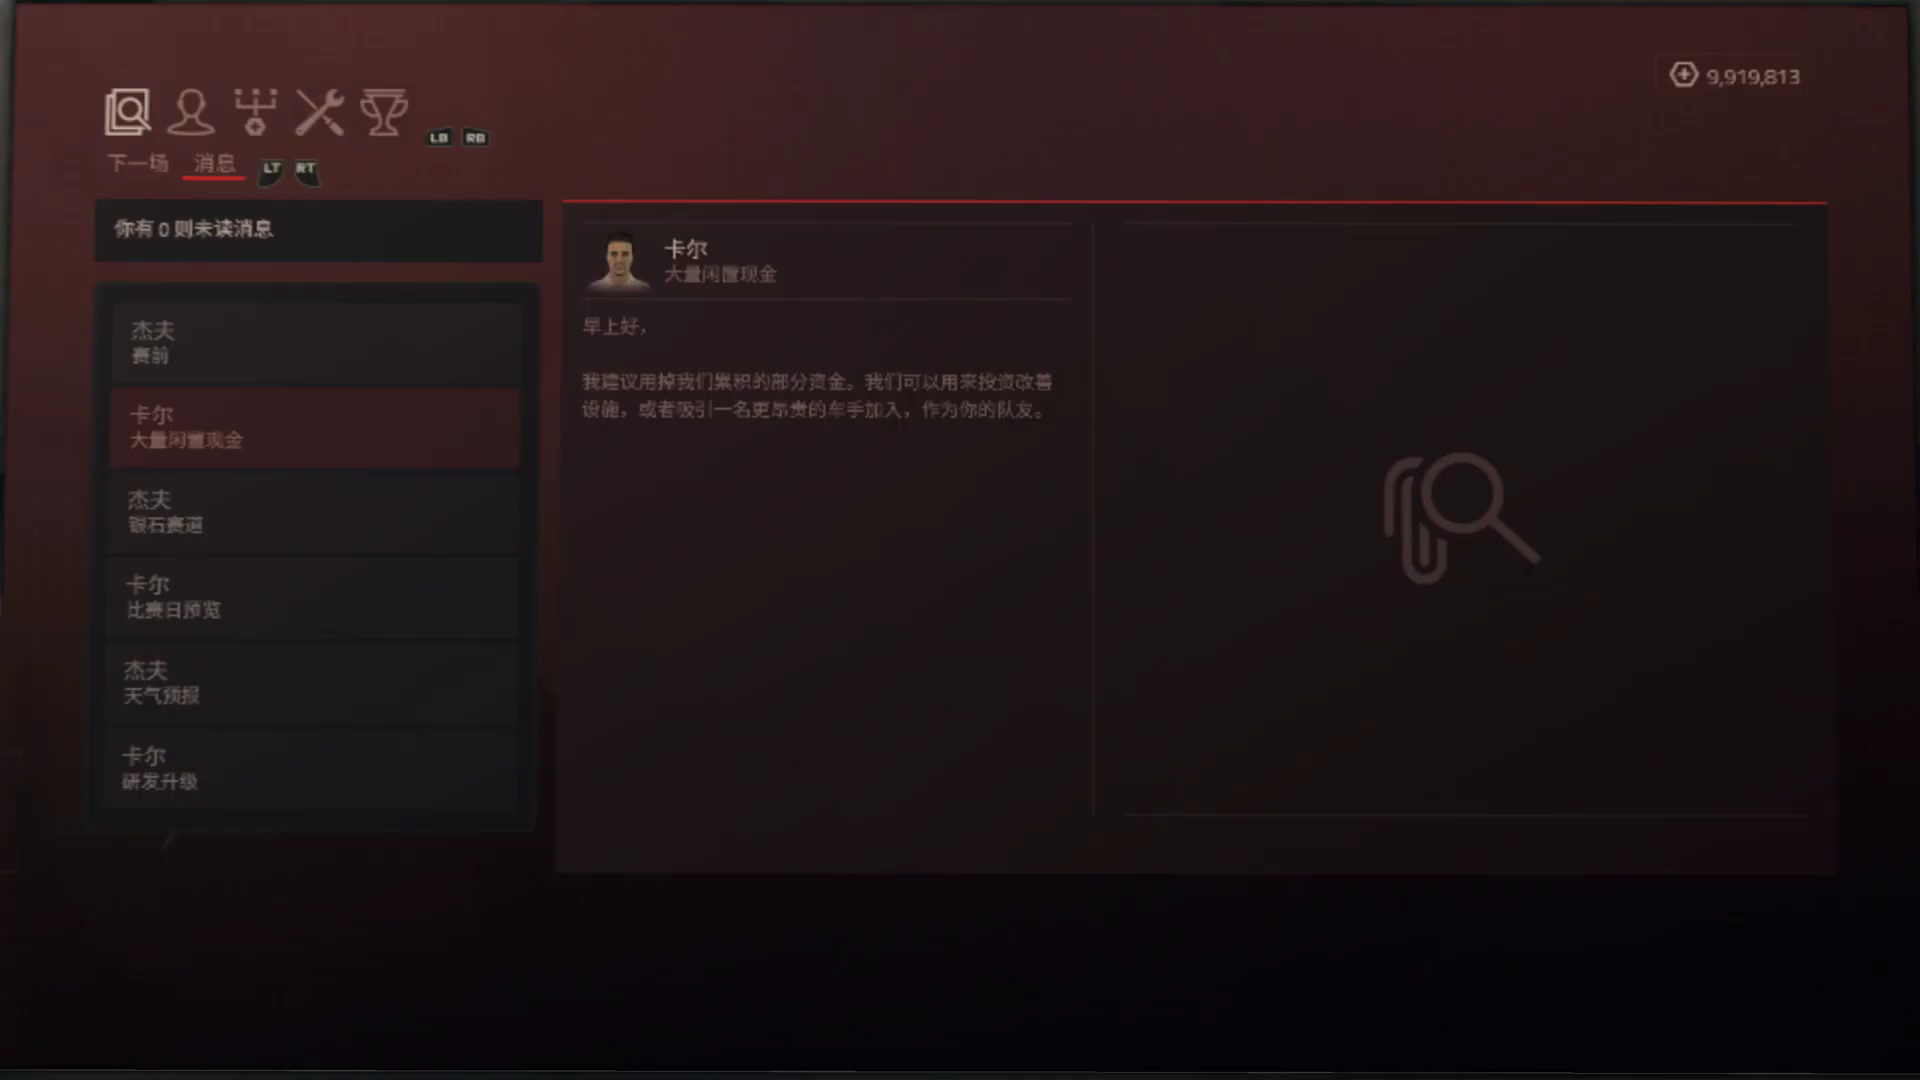 9,919,813
LB RB
下一场 消息 LT RT
你有 0 则未读消息
杰夫
赛前
卡尔
大量闲置现金
杰夫
银石赛道
卡尔
比赛日预览
杰夫
天气预报
卡尔
研发升级
卡尔
大量闲置现金
早上好，
我建议用掉我们累积的部分资金。我们可以用来投资改善
设施，或者吸引一名更昂贵的车手加入，作为你的队友。